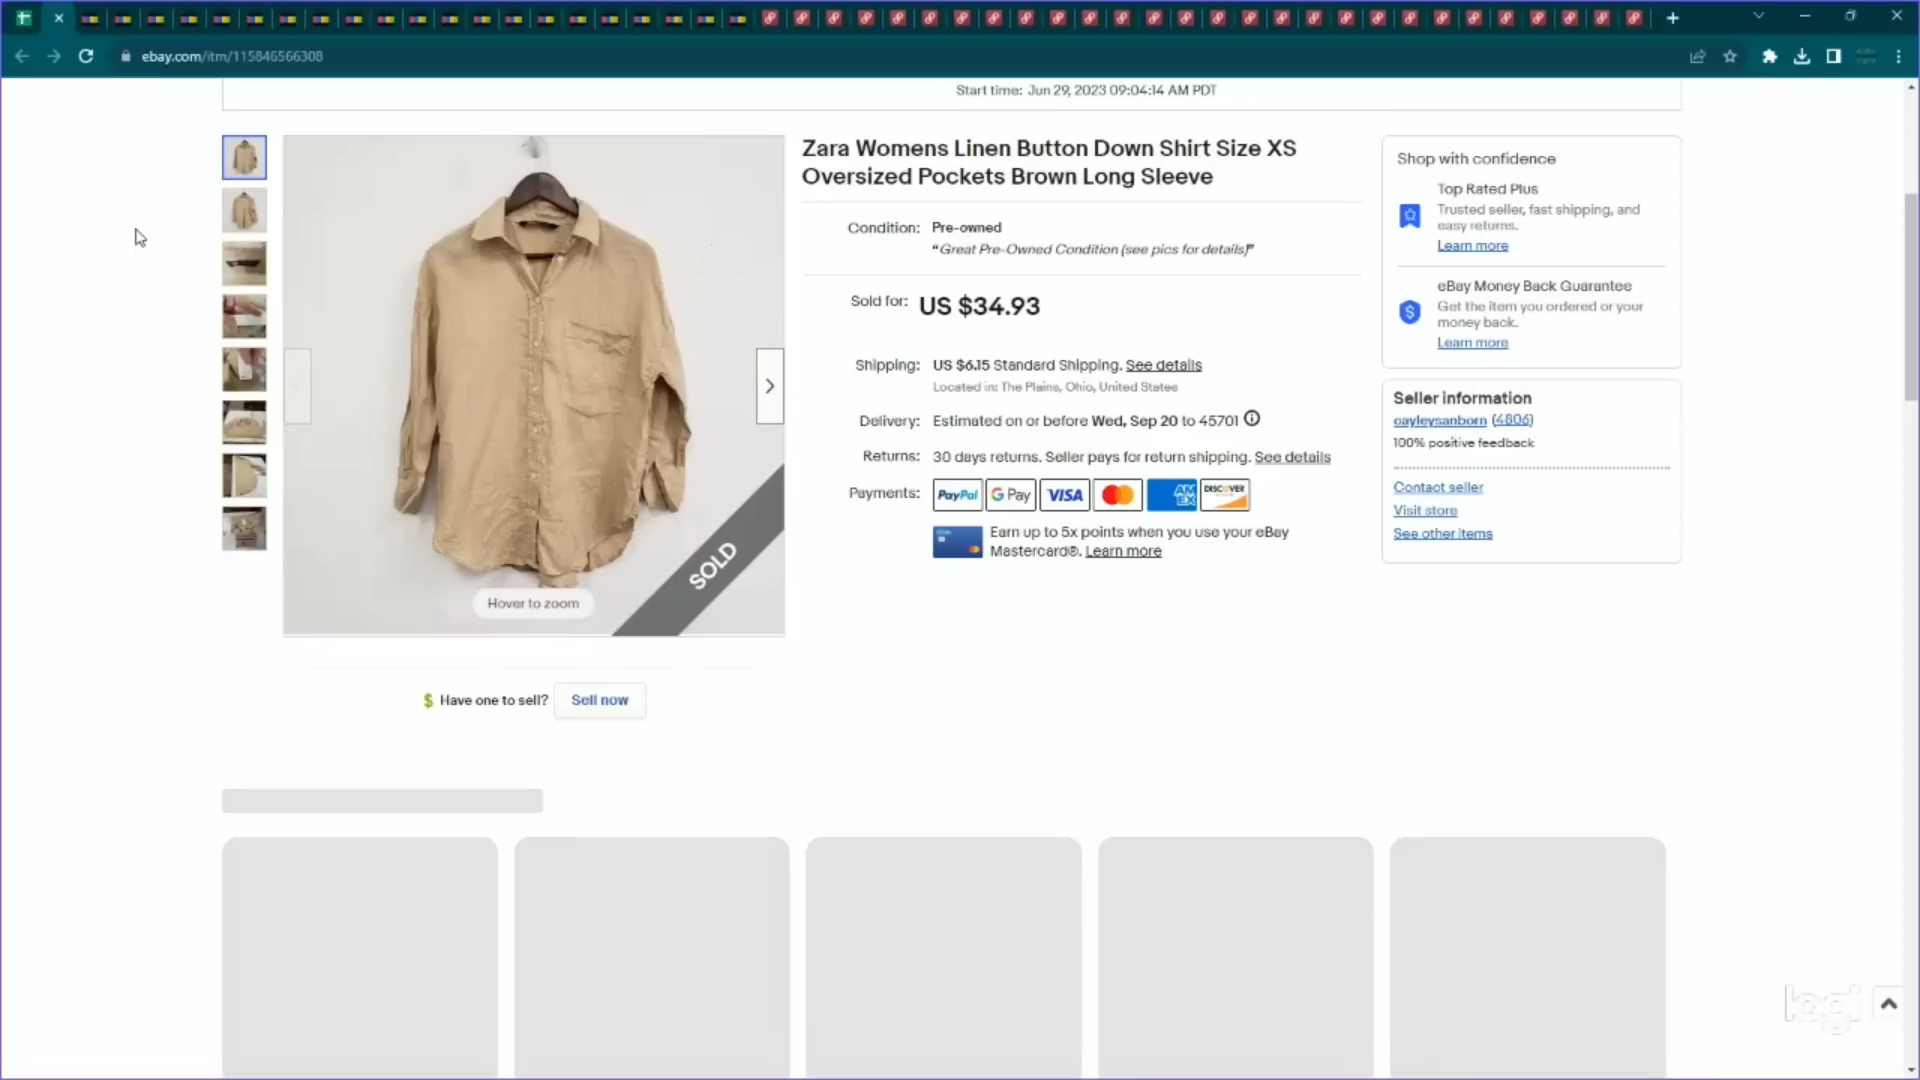 ebay.com/itm/115846566308
Start time: Jun 29, 2023 09:04:14 AM PDT
Zara Womens Linen Button Down Shirt Size XS
Oversized Pockets Brown Long Sleeve
Condition: Pre-owned
“Great Pre-Owned Condition (see pics for details)”
Sold for: US $34.93
Shipping: US $6.15 Standard Shipping. See details
Located in: The Plains, Ohio, United States
Delivery: Estimated on or before Wed, Sep 20 to 45701
Returns: 30 days returns. Seller pays for return shipping. See details
Payments: PayPal G Pay VISA AM EX DISCOVER
Earn up to 5x points when you use your eBay
Mastercard®. Learn more
SOLD
Hover to zoom
$ Have one to sell? Sell now
Shop with confidence
Top Rated Plus
Trusted seller, fast shipping, and
easy returns.
Learn more
eBay Money Back Guarantee
Get the item you ordered or your
money back.
Learn more
Seller information
cayleysanborn (4806)
100% positive feedback
Contact seller
Visit store
See other items
logi